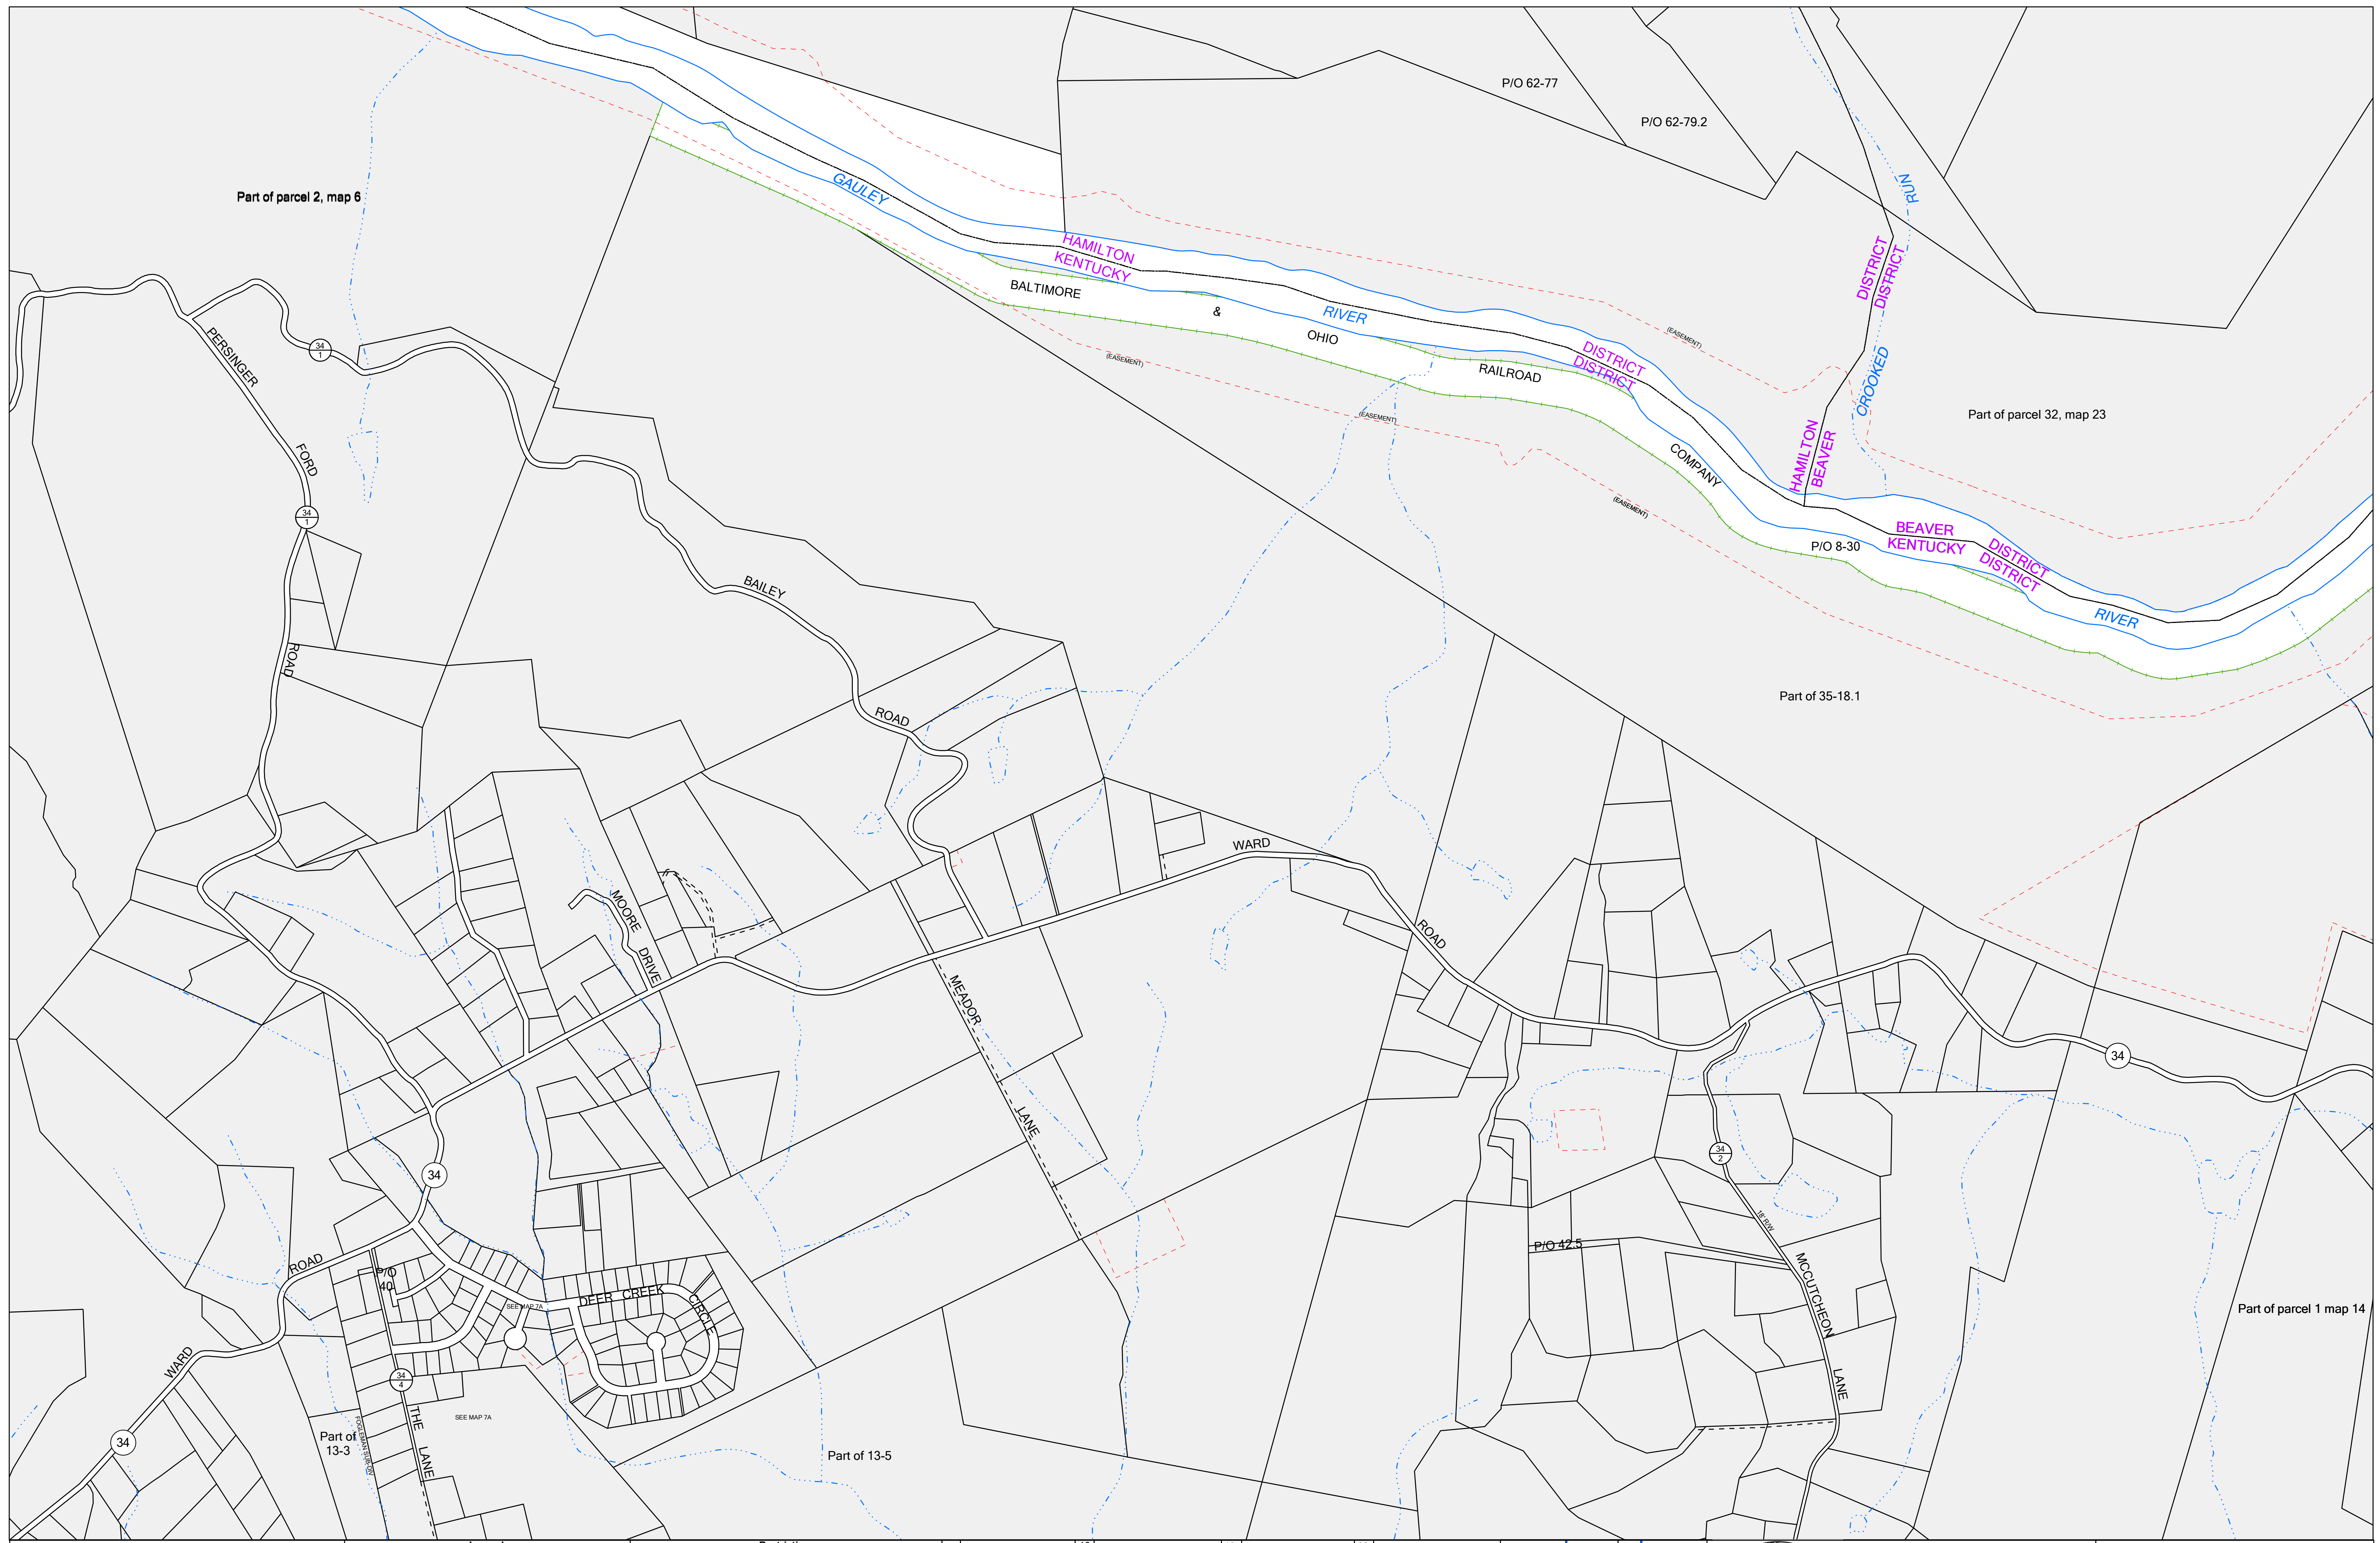 P/O 62-77
P/O 62-79.2
Part of parcel 2, map 6
GAULEY
RUN
HAMILTON
KENTUCKY
DISTRICT
DISTRICT
BALTIMORE
&
RIVER
OHIO
(EASEMENT)
(EASEMENT)
DISTRICT
DISTRICT
RAILROAD
CROOKED
34
1
PERSINGER
(EASEMENT)
Part of parcel 32, map 23
FORD
COMPANY
HAMILTON
BEAVER
34
1
(EASEMENT)
BEAVER
KENTUCKY
DISTRICT
DISTRICT
P/O 8-30
RIVER
BAILEY
ROAD
Part of 35-18.1
ROAD
WARD
MOORE
DRIVE
ROAD
MEADOR
LANE
34
34
2
34
18' R/W
P/O 42.5
ROAD
P/O
40
MCCUTCHEON
DEER CREEK
CIRCLE
SEE MAP 7A
Part of parcel 1 map 14
WARD
34
4
LANE
THE
LANE
SEE MAP 7A
FOGLEMAN SUB-DIV
Part of
13-3
34
Part of 13-5